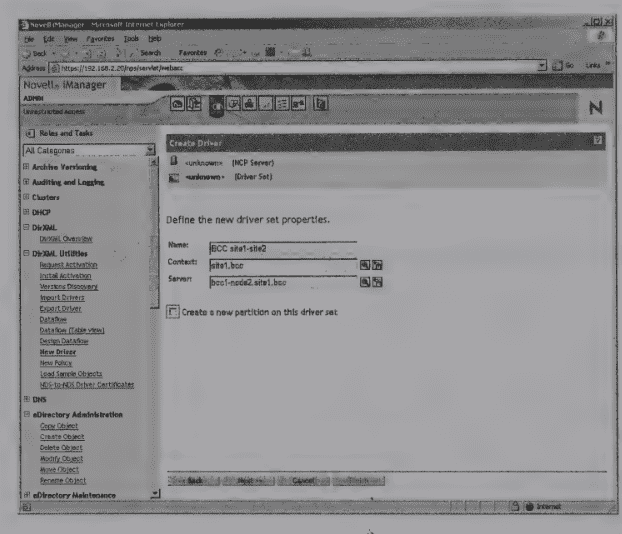 Novell iManager - Microsoft Internet Explorer
File Edit View Favorites Tools Help
Back Search Favorites
Address https://192.168.2.25/nps/servlet/webacc Go Links »
Novell® iManager
ADMIN
Unrestricted Access
N
Roles and Tasks
All Categories
Create Driver ?
<unknown> (NCP Server)
<unknown> (Driver Set)
Archive Versioning
Auditing and Logging
Clusters
DHCP
DirXML
DirXML Overview
DirXML Utilities
Request Activation
Install Activation
Versions Discovery
Import Drivers
Export Driver
Dataflow
Dataflow (Table view)
Design Dataflow
New Driver
New Policy
Load Sample Objects
NDS-to-NDS Driver Certificates
DNS
eDirectory Administration
Copy Object
Create Object
Delete Object
Modify Object
Move Object
Rename Object
eDirectory Maintenance
Define the new driver set properties.
Name: BCC site1-site2
Context: site1.bcc
Server: bcc1-node2.site1.bcc
Create a new partition on this driver set
<< Back Next >> Cancel Finish
Internet